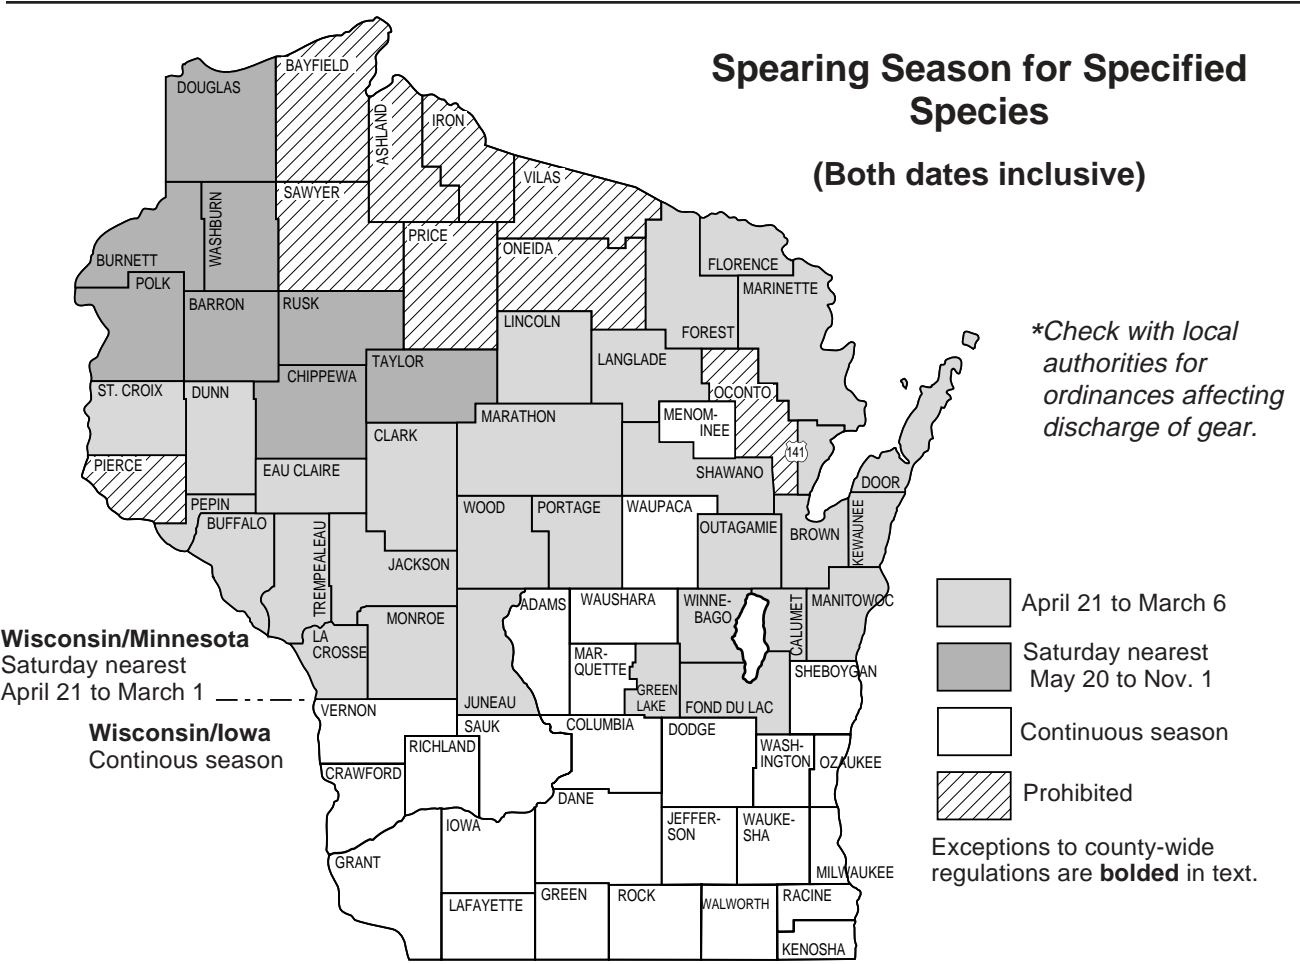 Spearing Season for Specified
Species
(Both dates inclusive)
*Check with local
authorities for
ordinances affecting
discharge of gear.
BAYFIELD
DOUGLAS
ASHLAND
IRON
VILAS
SAWYER
WASHBURN
PRICE
ONEIDA
BURNETT
POLK
FLORENCE
MARINETTE
BARRON
RUSK
LINCOLN
FOREST
TAYLOR
LANGLADE
CHIPPEWA
ST. CROIX
DUNN
OCONTO
MARATHON
MENOM-
INEE
CLARK
141
PIERCE
EAU CLAIRE
SHAWANO
DOOR
PEPIN
BUFFALO
WOOD
PORTAGE
WAUPACA
OUTAGAMIE
BROWN
KEWAUNEE
TREMPEALEAU
JACKSON
ADAMS
WAUSHARA
WINNE-
BAGO
CALUMET
MANITOWOC
MONROE
LA
CROSSE
MAR-
QUETTE
SHEBOYGAN
GREEN
LAKE
JUNEAU
FOND DU LAC
VERNON
SAUK
COLUMBIA
DODGE
RICHLAND
WASH-
INGTON
OZAUKEE
CRAWFORD
DANE
IOWA
JEFFER-
SON
WAUKE-
SHA
GRANT
MILWAUKEE
LAFAYETTE
GREEN
ROCK
WALWORTH
RACINE
KENOSHA
Wisconsin/Minnesota
Saturday nearest
April 21 to March 1
Wisconsin/Iowa
Continous season
April 21 to March 6
Saturday nearest
May 20 to Nov. 1
Continuous season
Prohibited
Exceptions to county-wide
regulations are bolded in text.